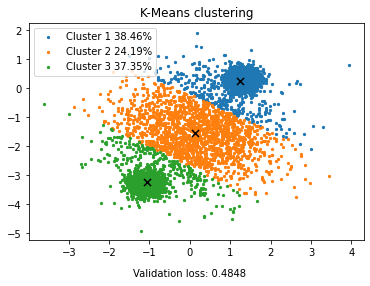 K-Means clustering
Cluster 1 38.46%
Cluster 2 24.19%
Cluster 3 37.35%
2
1
0
−1
−2
−3
−4
−5
−3 −2 −1 0 1 2 3 4
Validation loss: 0.4848